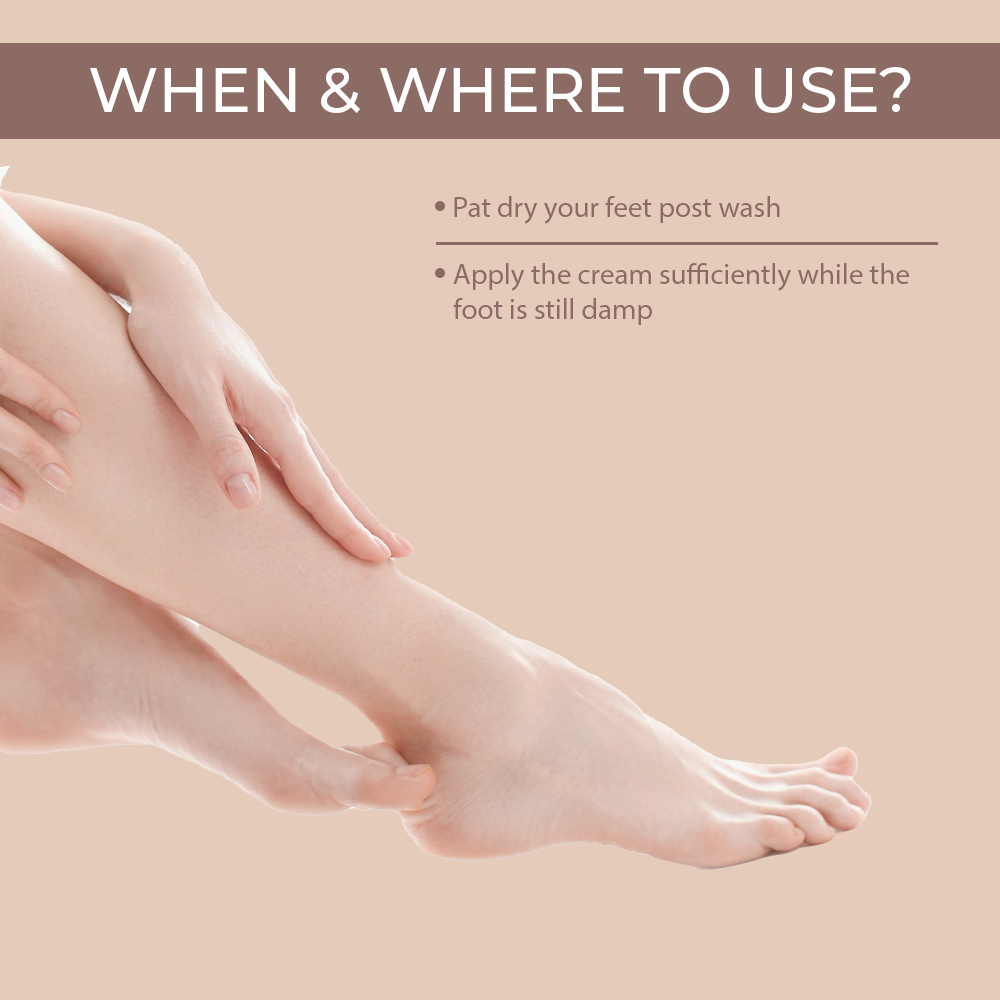 WHEN & WHERE TO USE?
• Pat dry your feet post wash
• Apply the cream sufficiently while the
foot is still damp